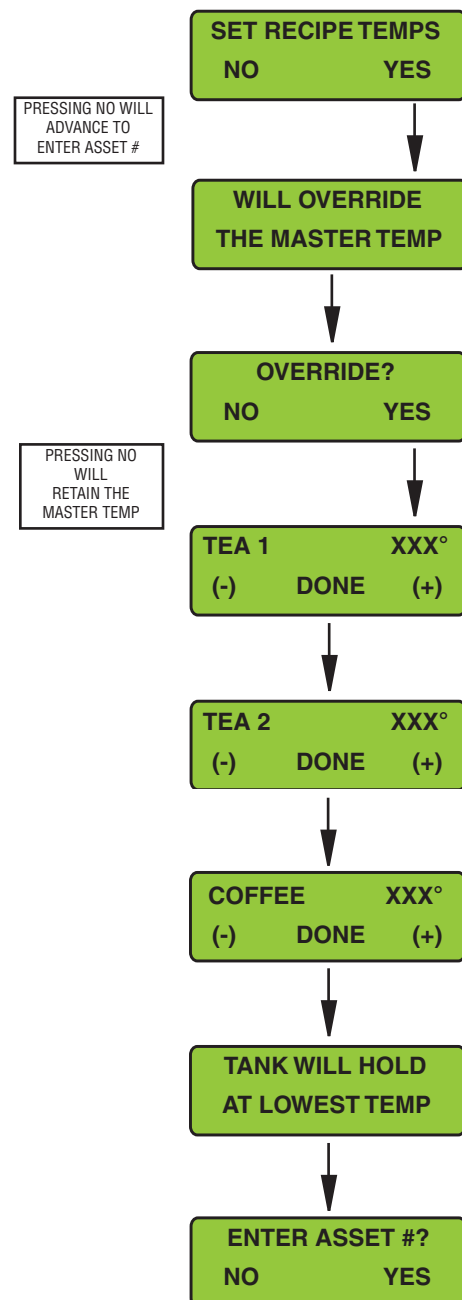 SET RECIPE TEMPS
NO YES
PRESSING NO WILL
ADVANCE TO
ENTER ASSET #
WILL OVERRIDE
THE MASTER TEMP
OVERRIDE?
NO YES
PRESSING NO
WILL
RETAIN THE
MASTER TEMP
TEA 1 XXX°
(-) DONE (+)
TEA 2 XXX°
(-) DONE (+)
COFFEE XXX°
(-) DONE (+)
TANK WILL HOLD
AT LOWEST TEMP
ENTER ASSET #?
NO YES